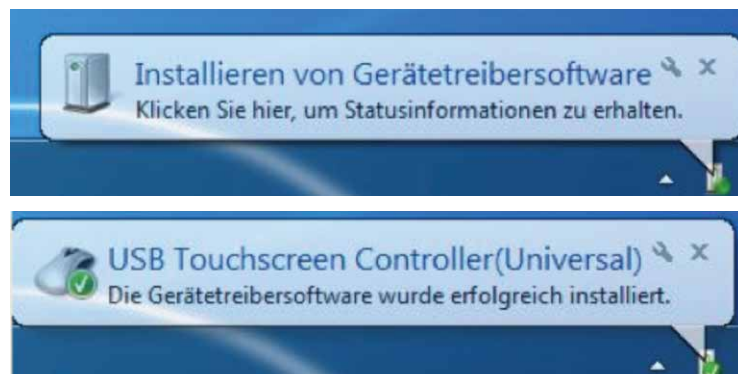 Installieren von Gerätetreibersoftware
Klicken Sie hier, um Statusinformationen zu erhalten.
USB Touchscreen Controller(Universal)
Die Gerätetreibersoftware wurde erfolgreich installiert.